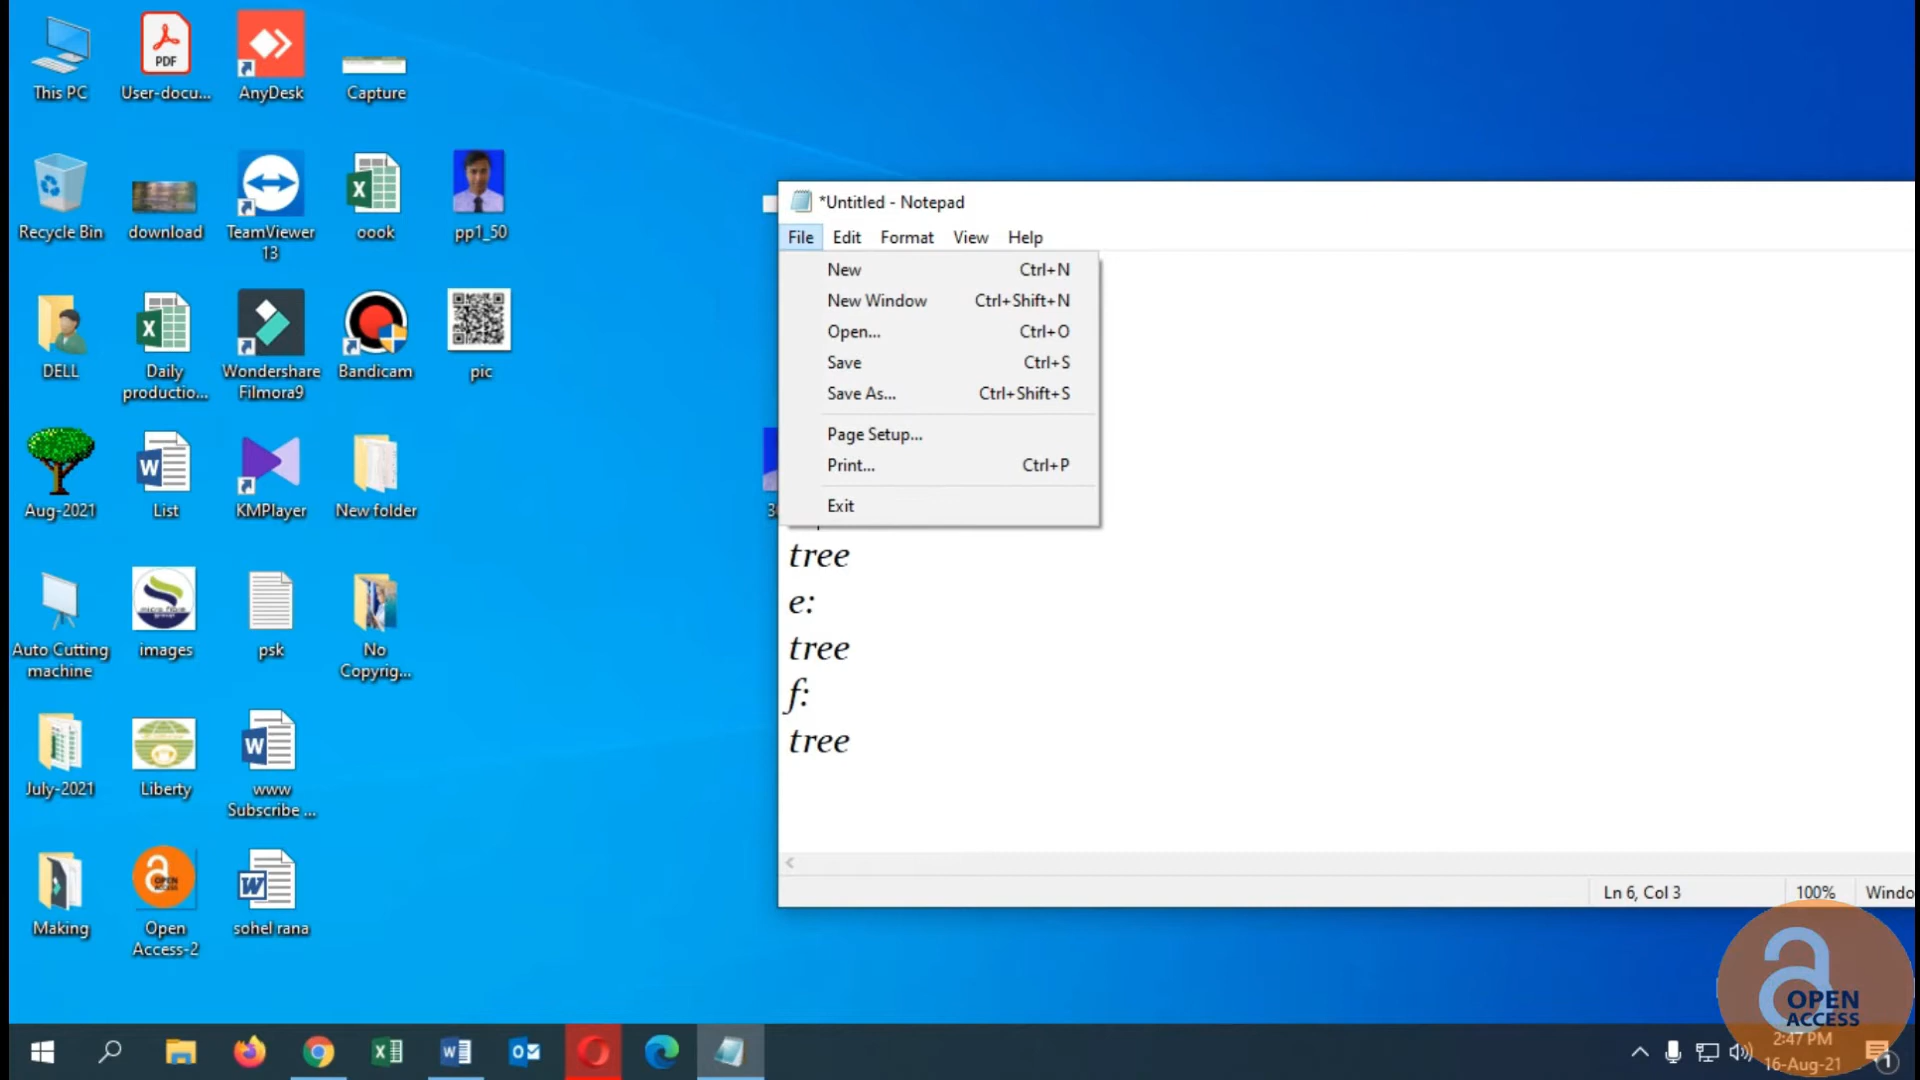 This PC
User-docu...
PDF
AnyDesk
Capture
Recycle Bin
download
TeamViewer
13
oook
pp1_50
DELL
Daily
productio...
Wondershare
Filmora9
Bandicam
pic
Aug-2021
List
KMPlayer
New folder
Auto Cutting
machine
images
psk
No
Copyrig...
July-2021
Liberty
www
Subscribe ...
Making
Open
Access-2
sohel rana
*Untitled - Notepad
File Edit Format View Help
New Ctrl+N
New Window Ctrl+Shift+N
Open... Ctrl+O
Save Ctrl+S
Save As... Ctrl+Shift+S
Page Setup...
Print... Ctrl+P
Exit
tree
e:
tree
f:
tree
Ln 6, Col 3 100% Windo
OPEN
ACCESS
2:47 PM
16-Aug-21
1